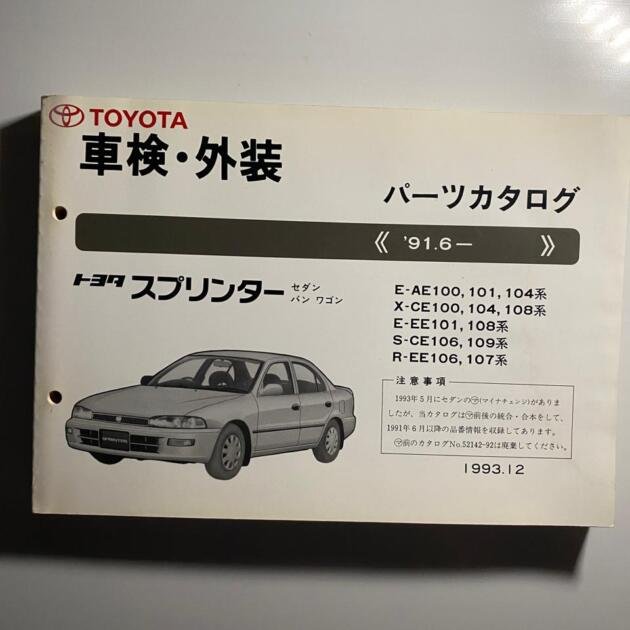 TOYOTA
車検・外装
パーツカタログ
《 '91.6— 》
トヨタ スプリンター セダン
バン ワゴン
E-AE100, 101, 104系
X-CE100, 104, 108系
E-EE101, 108系
S-CE106, 109系
R-EE106, 107系
注意事項
1993年5月にセダンの㋮(マイナチェンジ)がありま
したが、当カタログは㋮前後の統合・合本をして、
1991年6月以降の品番情報を収録してあります。
㋮前のカタログNo.52142-92は廃棄してください。
SPRINTER
1993.12